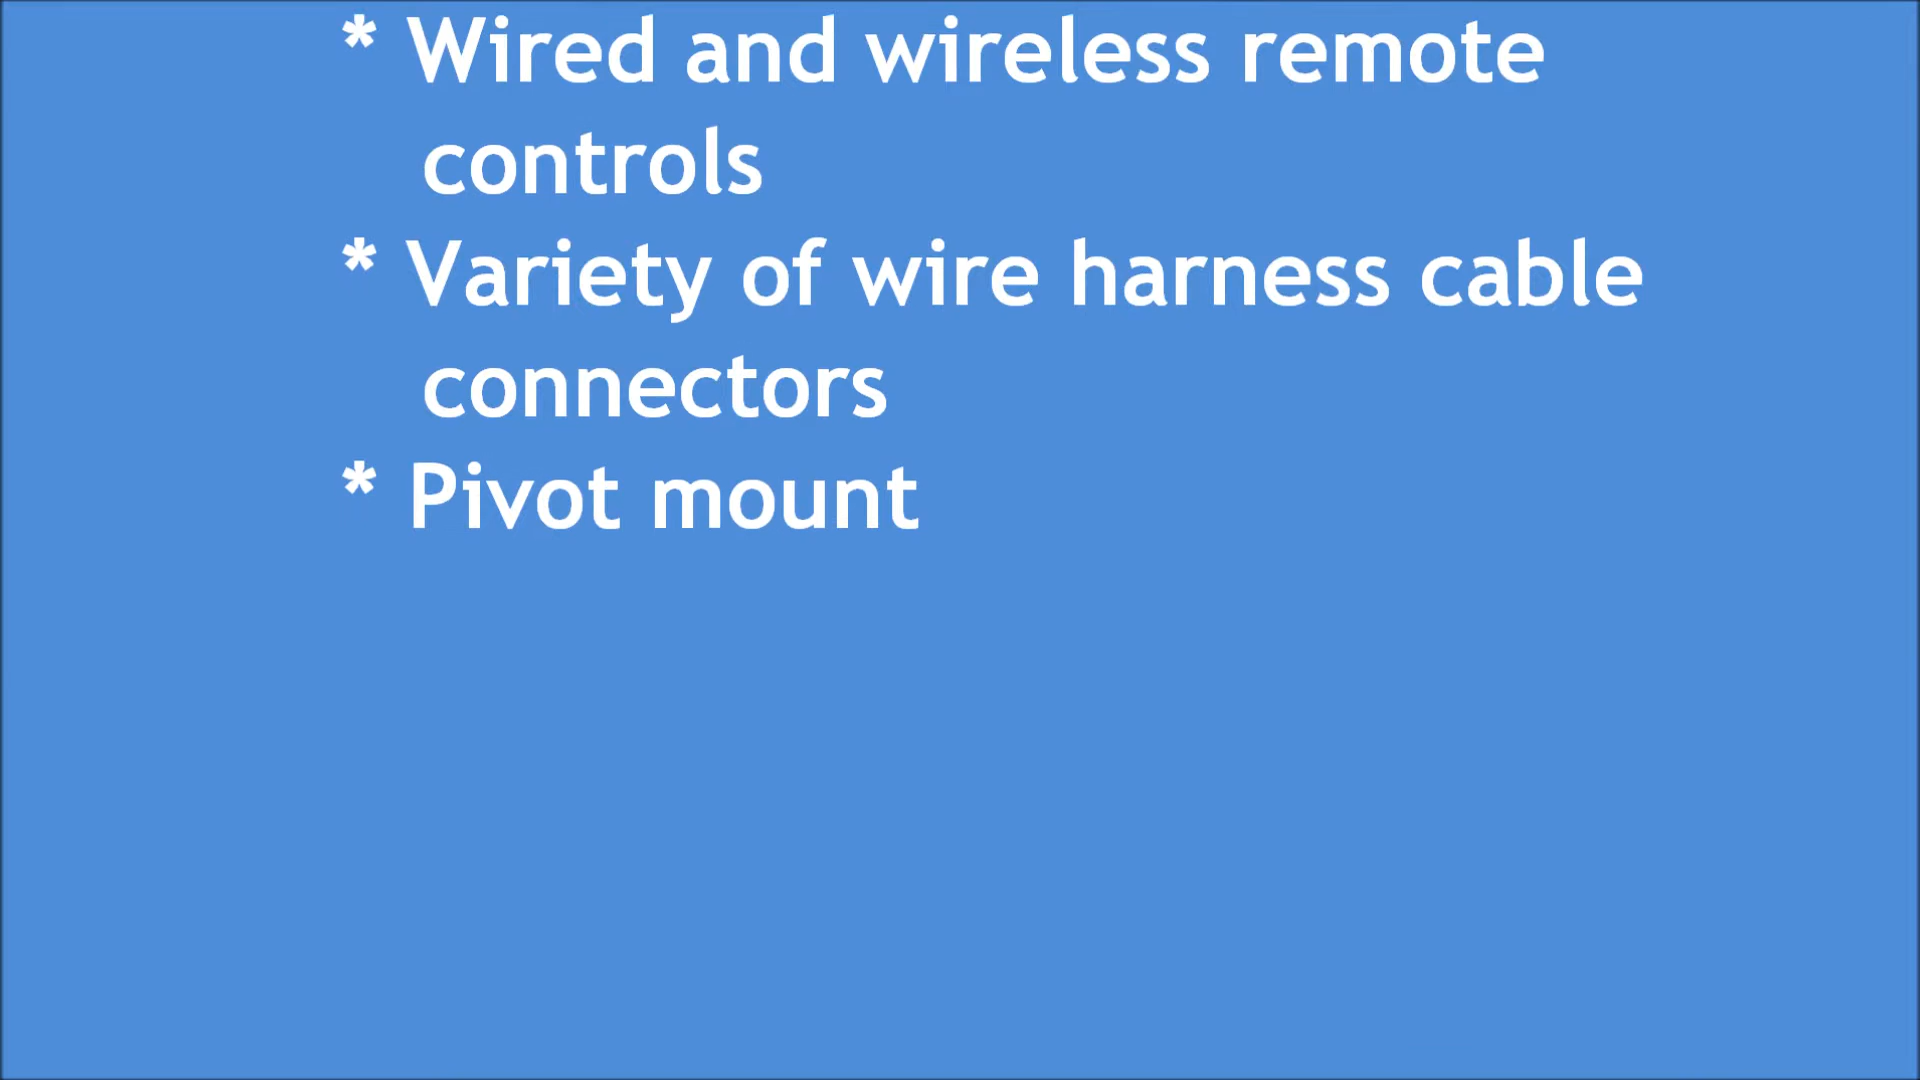 * Wired and wireless remote
controls
* Variety of wire harness cable
connectors
* Pivot mount